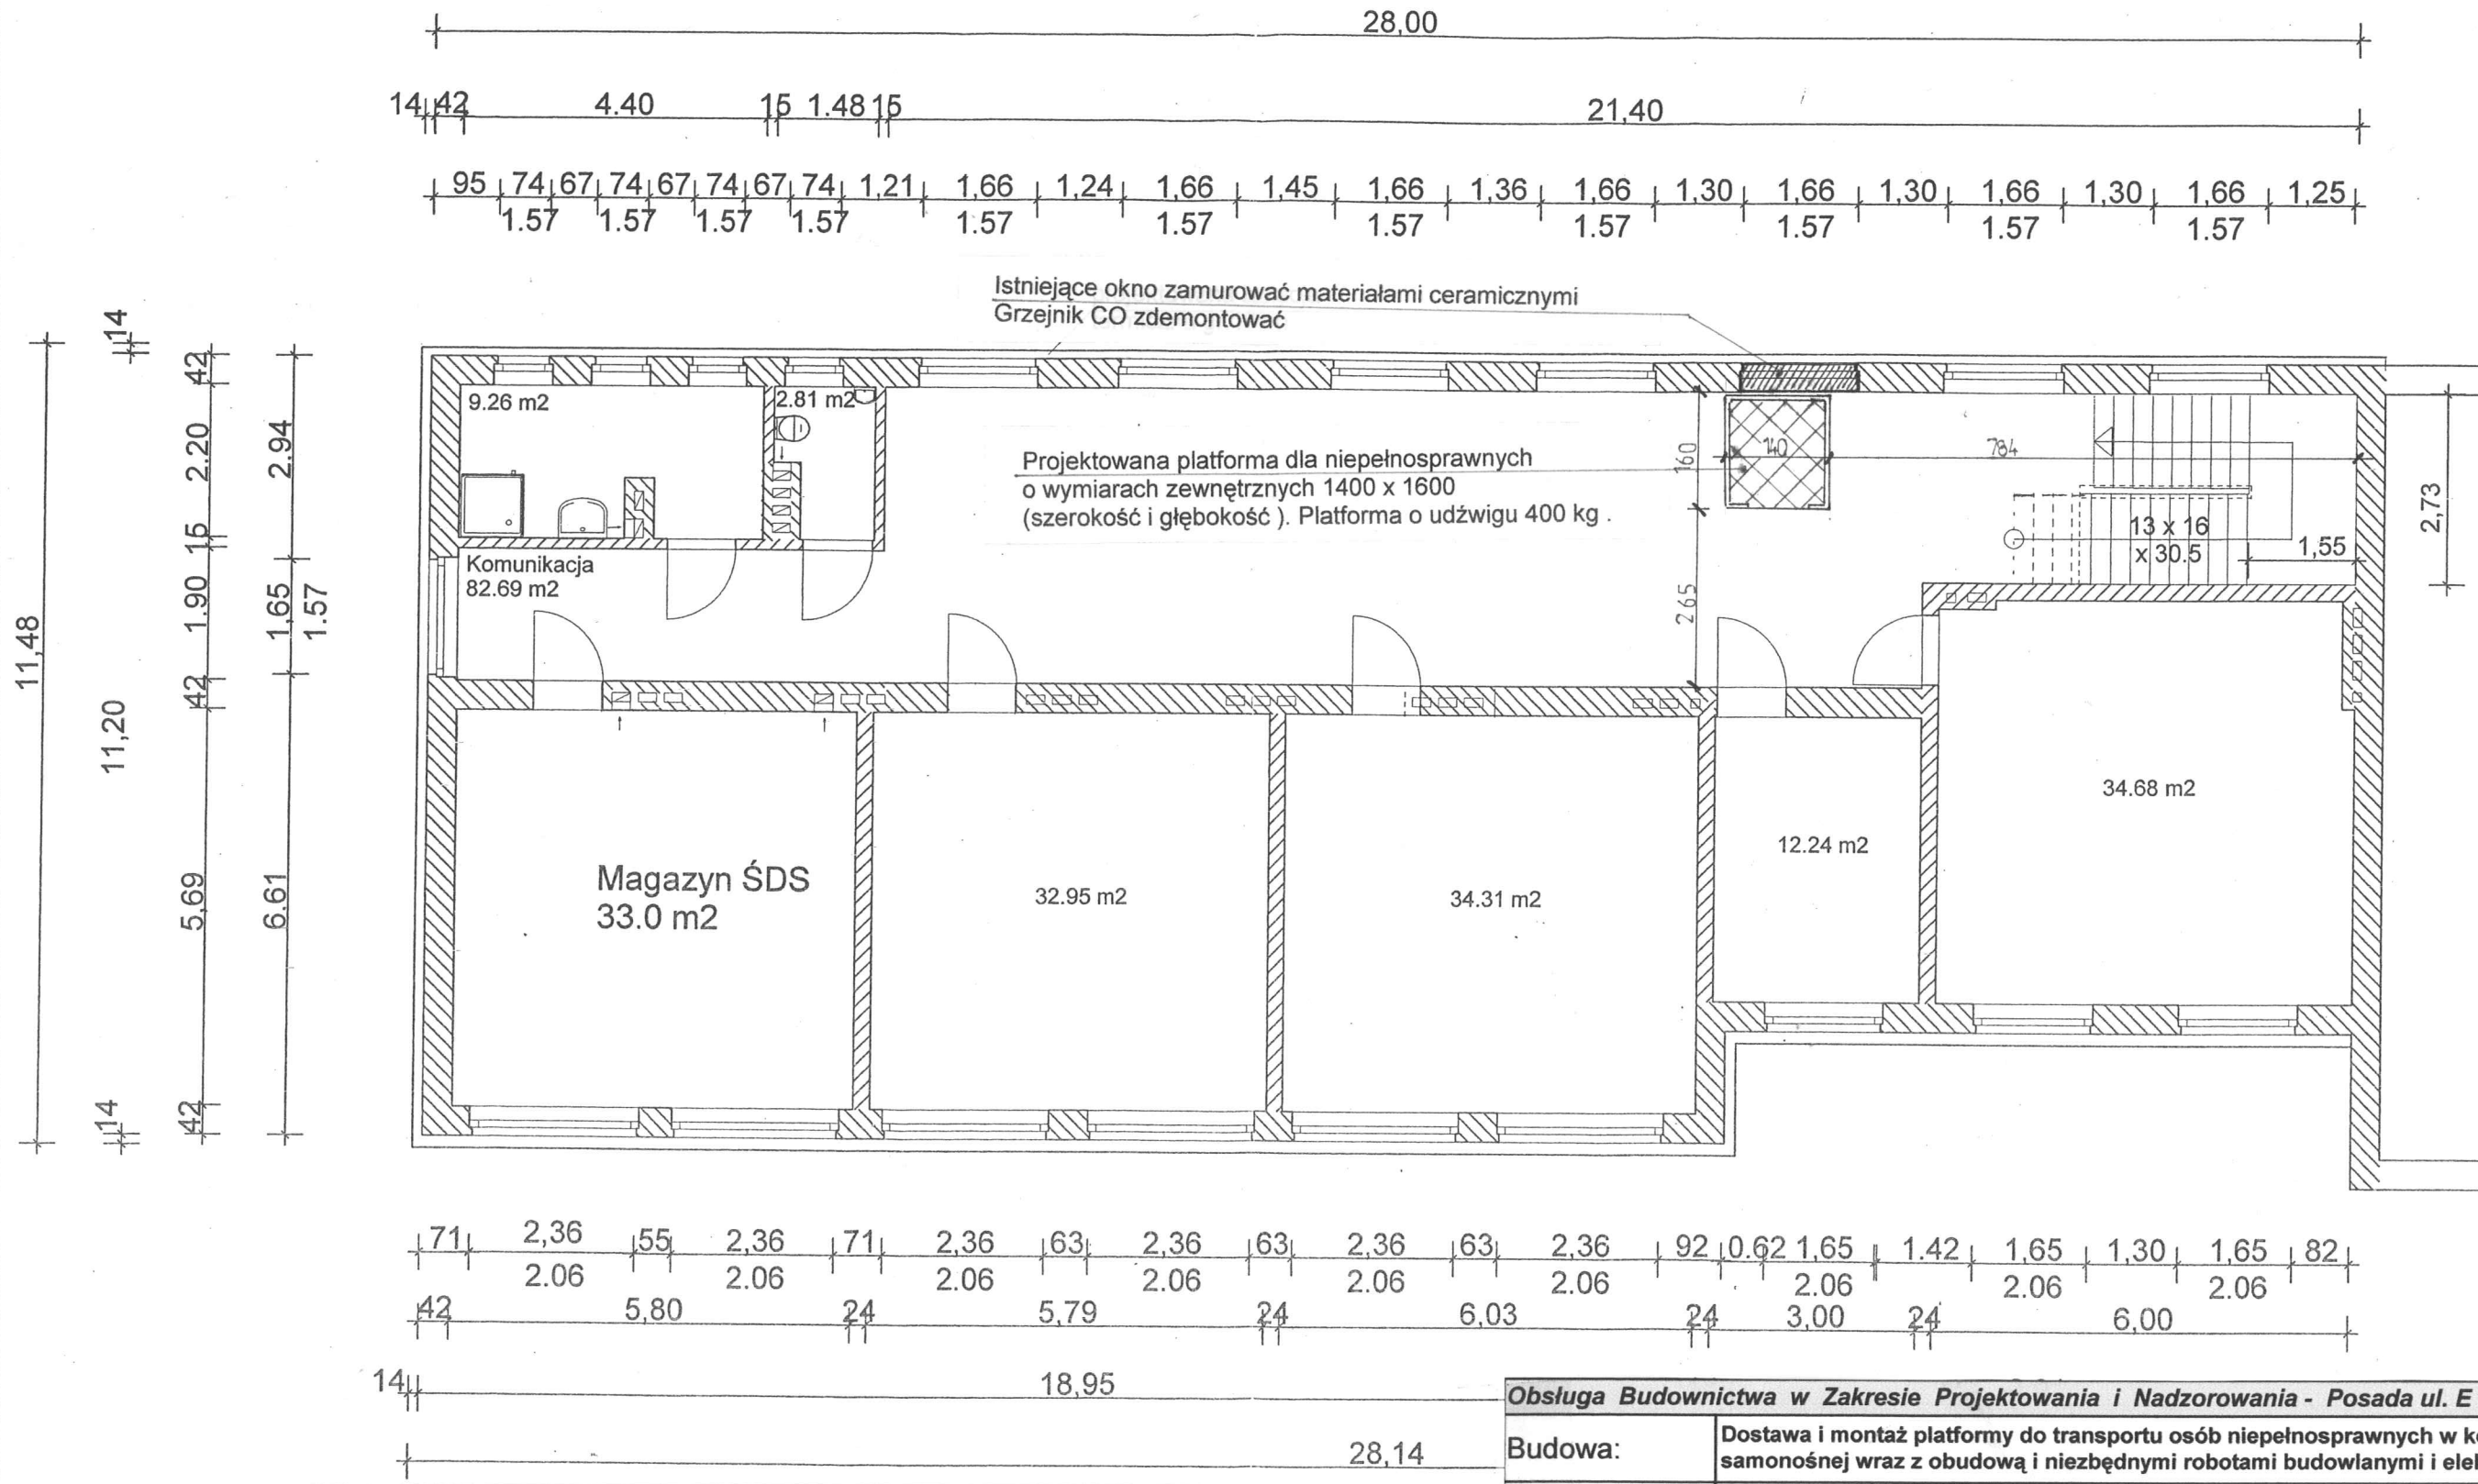 28,00
14 42 4.40 15 1.48 15 21,40
95 74 67 74 67 74 67 74 1,21 1,66 1,24 1,66 1,45 1,66 1,36 1,66 1,30 1,66 1,30 1,66 1,30 1,66 1,25
1.57 1.57 1.57 1.57 1.57 1.57 1.57 1.57 1.57 1.57 1.57
Istniejące okno zamurować materiałami ceramicznymi
Grzejnik CO zdemontować
11,48
14
11,20
14
42
2.20
15
1.90
42
5,69
42
2.94
1,65
1.57
6.61
9.26 m2
2.81 m2
Projektowana platforma dla niepełnosprawnych
o wymiarach zewnętrznych 1400 x 1600
(szerokość i głębokość ). Platforma o udźwigu 400 kg .
160
140
784
265
13 x 16
x 30.5
1,55
2,73
Komunikacja
82.69 m2
Magazyn ŚDS
33.0 m2
32.95 m2
34.31 m2
12.24 m2
34.68 m2
71 2,36 55 2,36 71 2,36 63 2,36 63 2,36 63 2,36 92 0.62 1,65 1.42 1,65 1,30 1,65 82
2.06 2.06 2.06 2.06 2.06 2.06 2.06 2.06 2.06
42 5,80 24 5,79 24 6,03 24 3,00 24 6,00
14 18,95
28,14
Obsługa Budownictwa w Zakresie Projektowania i Nadzorowania - Posada ul. E
Budowa:
Dostawa i montaż platformy do transportu osób niepełnosprawnych w
samonośnej wraz z obudową i niezbędnymi robotami budowlanymi i